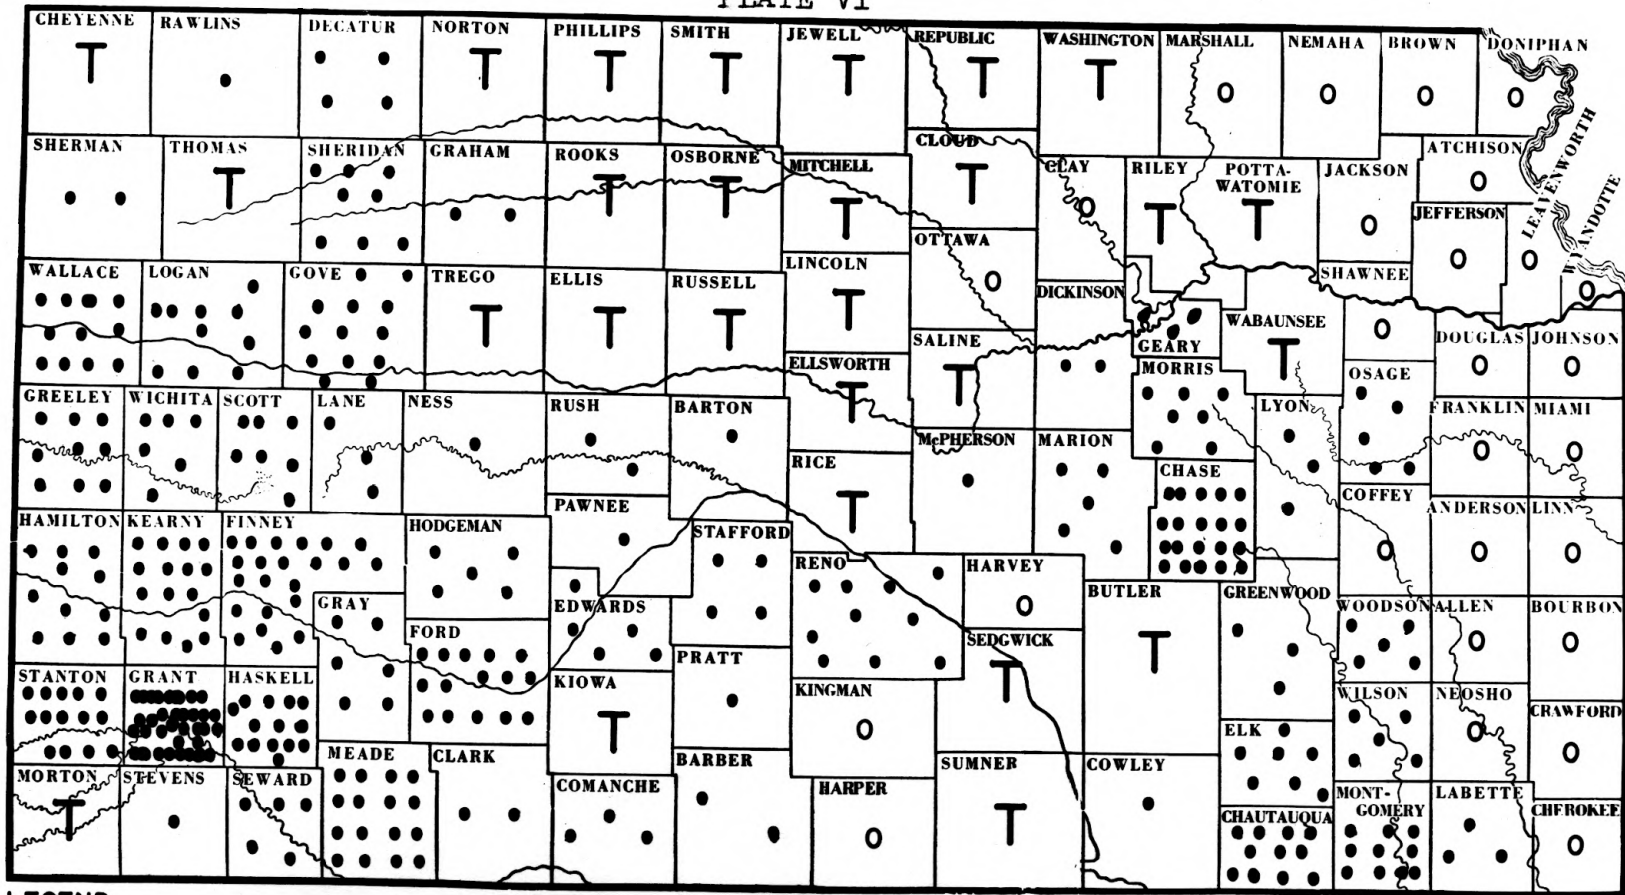 PLATE VI
CHEYENNE RAWLINS DECATUR NORTON PHILLIPS SMITH JEWELL REPUBLIC WASHINGTON MARSHALL NEMAHA BROWN DONIPHAN
T T T T T T T T O O O O
SHERMAN THOMAS SHERIDAN GRAHAM ROOKS OSBORNE MITCHELL CLOUD CLAY RILEY POTTA-
WATOMIE JACKSON ATCHISON
JEFFERSON LEAVENWORTH WYANDOTTE
T T T T T O T T O O O O O
WALLACE LOGAN GOVE TREGO ELLIS RUSSELL LINCOLN OTTAWA DICKINSON GEARY WABAUNSEE SHAWNEE DOUGLAS JOHNSON
T T T T O T O O O
GREELEY WICHITA SCOTT LANE NESS RUSH BARTON ELLSWORTH SALINE MORRIS LYON OSAGE FRANKLIN MIAMI
T T O O
RICE McPHERSON MARION CHASE COFFEY ANDERSON LINN
T O O O
HAMILTON KEARNY FINNEY HODGEMAN PAWNEE STAFFORD RENO HARVEY BUTLER GREENWOOD WOODSON ALLEN BOURBON
O T O O
GRAY FORD EDWARDS PRATT KINGMAN SEDGWICK
O T
STANTON GRANT HASKELL KIOWA ELK WILSON NEOSHO CRAWFORD
T O O
MORTON STEVENS SEWARD MEADE CLARK COMANCHE BARBER HARPER SUMNER COWLEY CHAUTAUQUA MONT-
GOMERY LABETTE CHEROKEE
T O T O
LEGEND